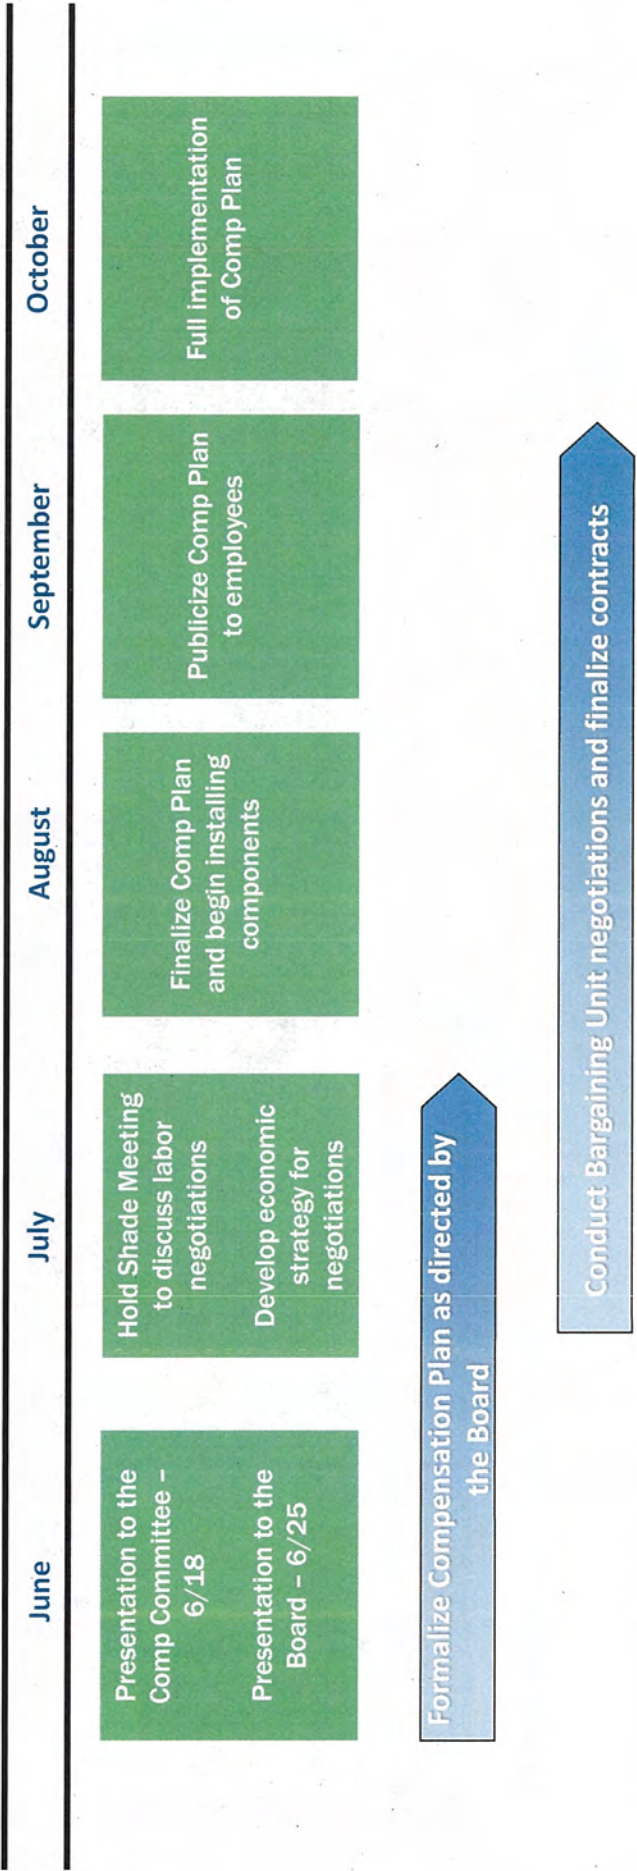 June
July
August
September
October
Presentation to the
Comp Committee –
6/18
Presentation to the
Board – 6/25
Hold Shade Meeting
to discuss labor
negotiations
Develop economic
strategy for
negotiations
Finalize Comp Plan
and begin installing
components
Publicize Comp Plan
to employees
Full implementation
of Comp Plan
Formalize Compensation Plan as directed by
the Board
Conduct Bargaining Unit negotiations and finalize contracts